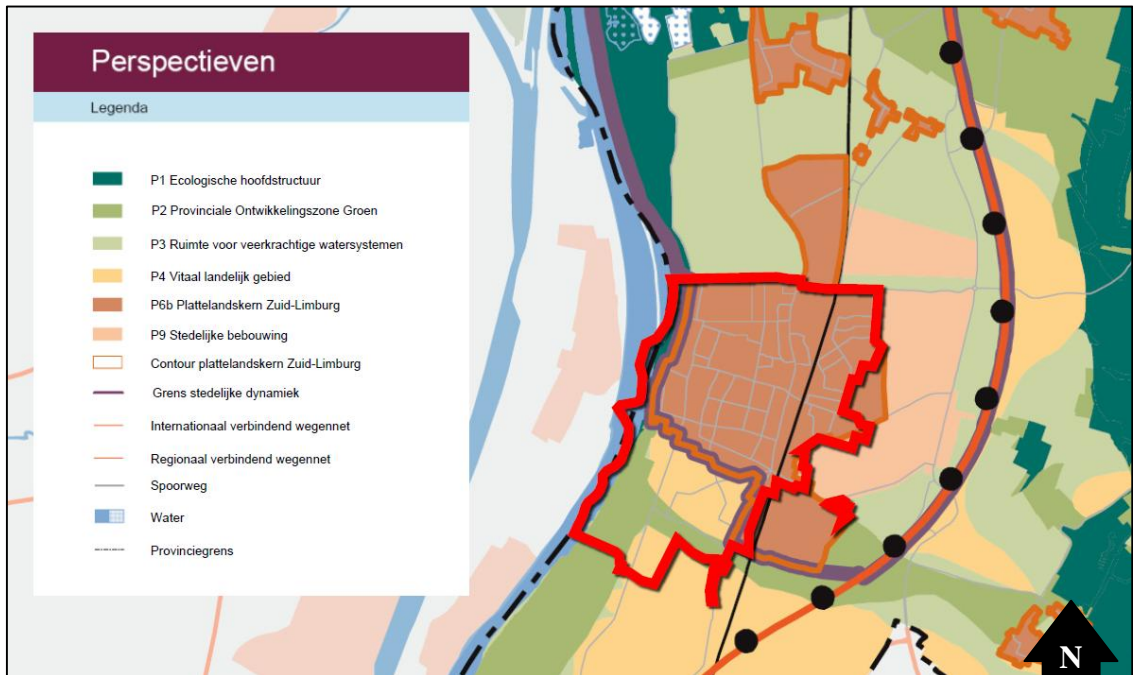 Perspectieven
Legenda
P1 Ecologische hoofdstructuur
P2 Provinciale Ontwikkelingszone Groen
P3 Ruimte voor veerkrachtige watersystemen
P4 Vitaal landelijk gebied
P6b Plattelandskern Zuid-Limburg
P9 Stedelijke bebouwing
Contour plattelandskern Zuid-Limburg
Grens stedelijke dynamiek
Internationaal verbindend wegennet
Regionaal verbindend wegennet
Spoorweg
Water
Provinciegrens
N